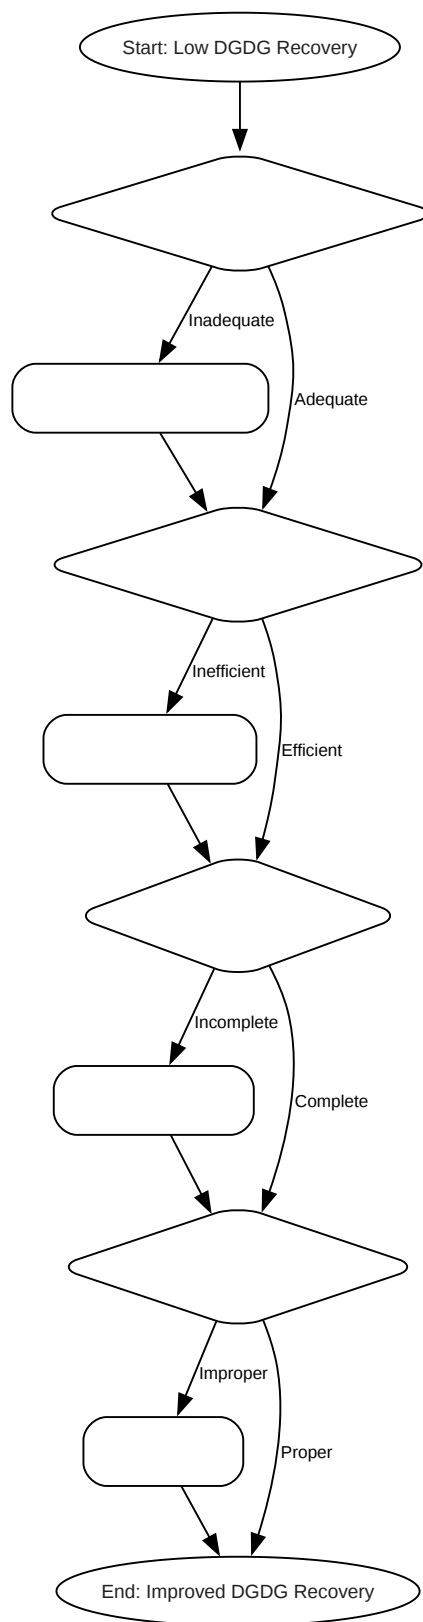 Start: Low DGDG Recovery
Inadequate
Adequate
Inefficient
Efficient
Incomplete
Complete
Improper
Proper
End: Improved DGDG Recovery